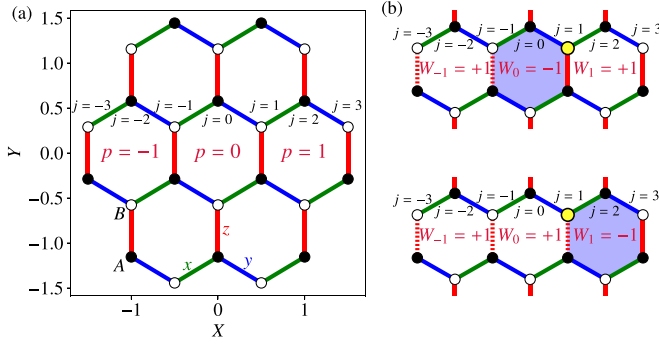 (a)
1.5
1.0
0.5
0.0
−0.5
−1.0
−1.5
Y
j = −3
j = −2
j = −1
j = 0
j = 1
j = 2
j = 3
p = −1
p = 0
p = 1
B
A
z
x
y
−1
0
1
X
(b)
j = −3
j = −1
j = 1
j = 3
j = −2
j = 0
j = 2
W₋₁ = +1
W₀ = −1
W₁ = +1
j = −3
j = −1
j = 1
j = 3
j = −2
j = 0
j = 2
W₋₁ = +1
W₀ = +1
W₁ = −1